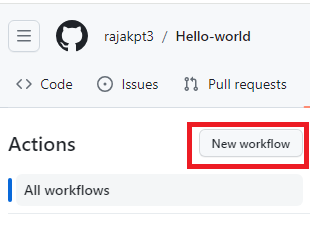 rajakpt3 / Hello-world
Code Issues Pull requests
Actions New workflow
All workflows